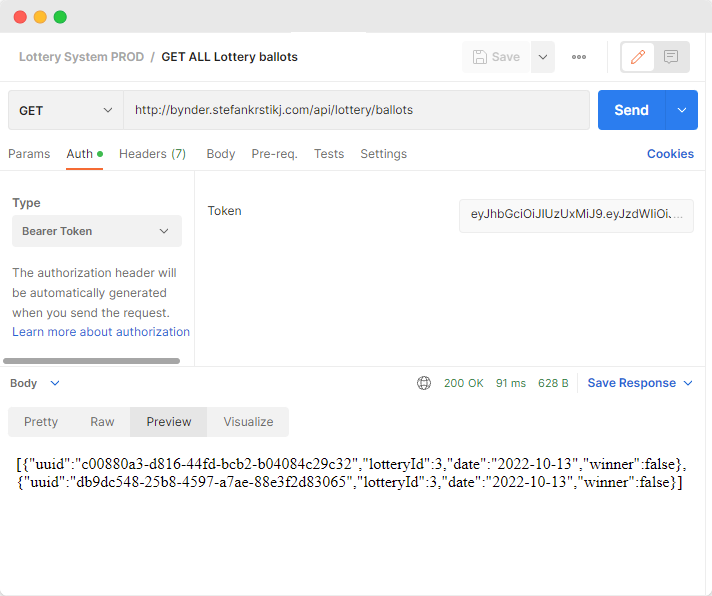 Lottery System PROD / GET ALL Lottery ballots
Save
GET
http://bynder.stefankrstikj.com/api/lottery/ballots
Send
Params Auth Headers (7) Body Pre-req. Tests Settings Cookies
Type
Token
eyJhbGciOiJIUzUxMiJ9.eyJzdWIiOi....
Bearer Token
The authorization header will
be automatically generated
when you send the request.
Learn more about authorization
Body
200 OK 91 ms 628 B Save Response
Pretty Raw Preview Visualize
[{"uuid":"c00880a3-d816-44fd-bcb2-b04084c29c32","lotteryId":3,"date":"2022-10-13","winner":false},
{"uuid":"db9dc548-25b8-4597-a7ae-88e3f2d83065","lotteryId":3,"date":"2022-10-13","winner":false}]